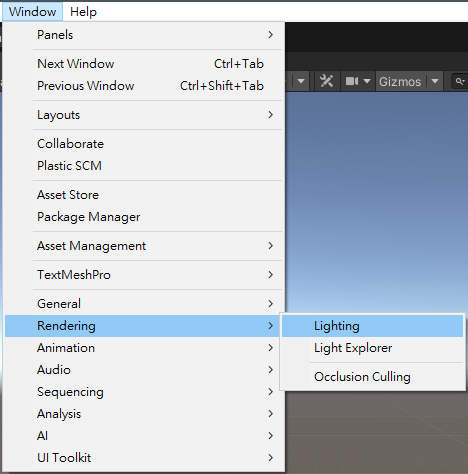 Window Help
Panels
Next Window Ctrl+Tab
Previous Window Ctrl+Shift+Tab
Gizmos
Layouts
Collaborate
Plastic SCM
Asset Store
Package Manager
Asset Management
TextMeshPro
General
Rendering
Lighting
Animation
Light Explorer
Audio
Occlusion Culling
Sequencing
Analysis
AI
UI Toolkit